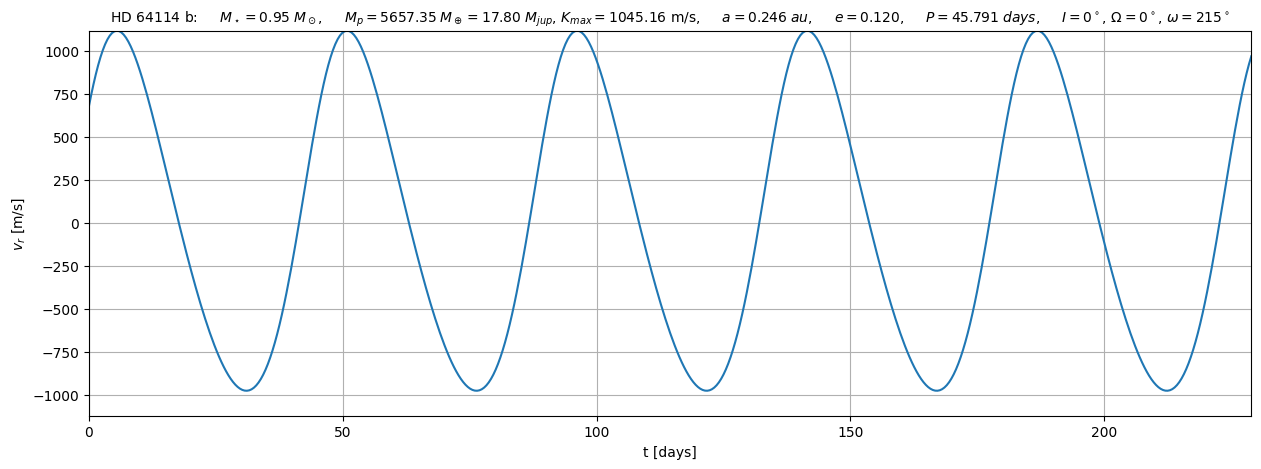 HD 64114 b: M⋆ = 0.95 M⊙, Mp = 5657.35 M⊕ = 17.80 Mjup, Kmax = 1045.16 m/s, a = 0.246 au, e = 0.120, P = 45.791 days, I = 0°, Ω = 0°, ω = 215°
1000
750
500
250
0
−250
−500
−750
−1000
vr [m/s]
0 50 100 150 200
t [days]